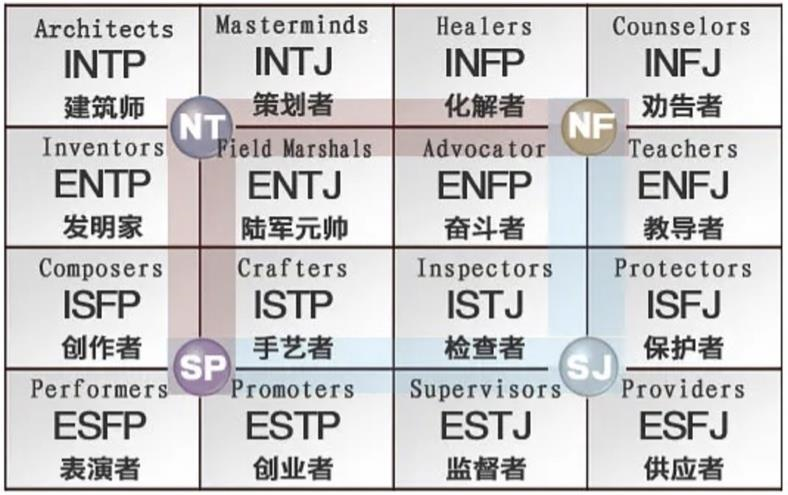 Architects
INTP
建筑师
Masterminds
INTJ
策划者
Healers
INFP
化解者
Counselors
INFJ
劝告者
NT
NF
Inventors
ENTP
发明家
Field Marshals
ENTJ
陆军元帅
Advocator
ENFP
奋斗者
Teachers
ENFJ
教导者
Composers
ISFP
创作者
Crafters
ISTP
手艺者
Inspectors
ISTJ
检查者
Protectors
ISFJ
保护者
SP
SJ
Performers
ESFP
表演者
Promoters
ESTP
创业者
Supervisors
ESTJ
监督者
Providers
ESFJ
供应者